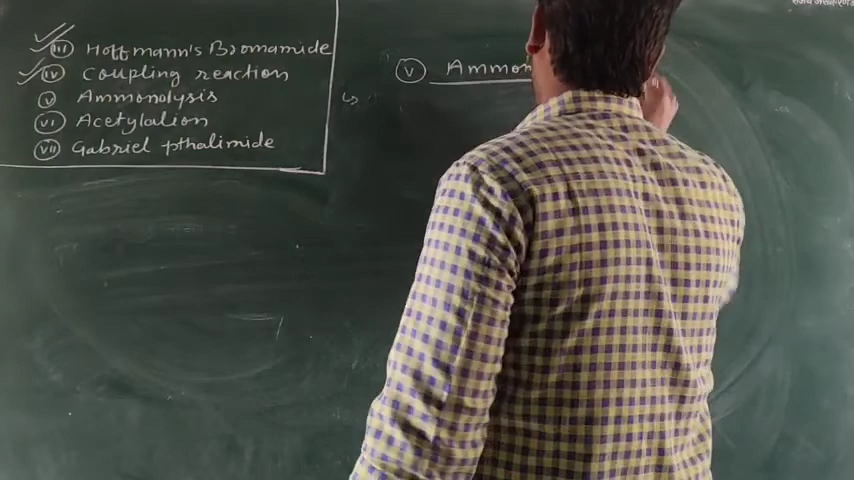 (iii) Hoffmann's Bromamide
(iv) Coupling reaction
(v) Ammonolysis
(vi) Acetylation
(vii) Gabriel pthalimide
(v) Ammon